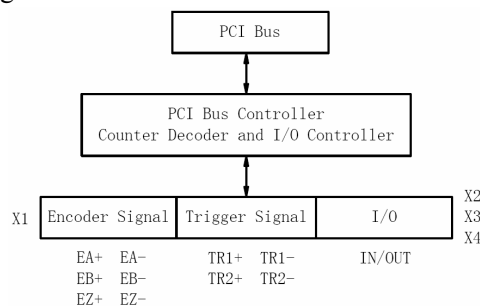 PCI Bus
PCI Bus Controller
Counter Decoder and I/O Controller
X1 Encoder Signal Trigger Signal I/O X2
X3
X4
EA+ EA- TR1+ TR1- IN/OUT
EB+ EB- TR2+ TR2-
EZ+ EZ-